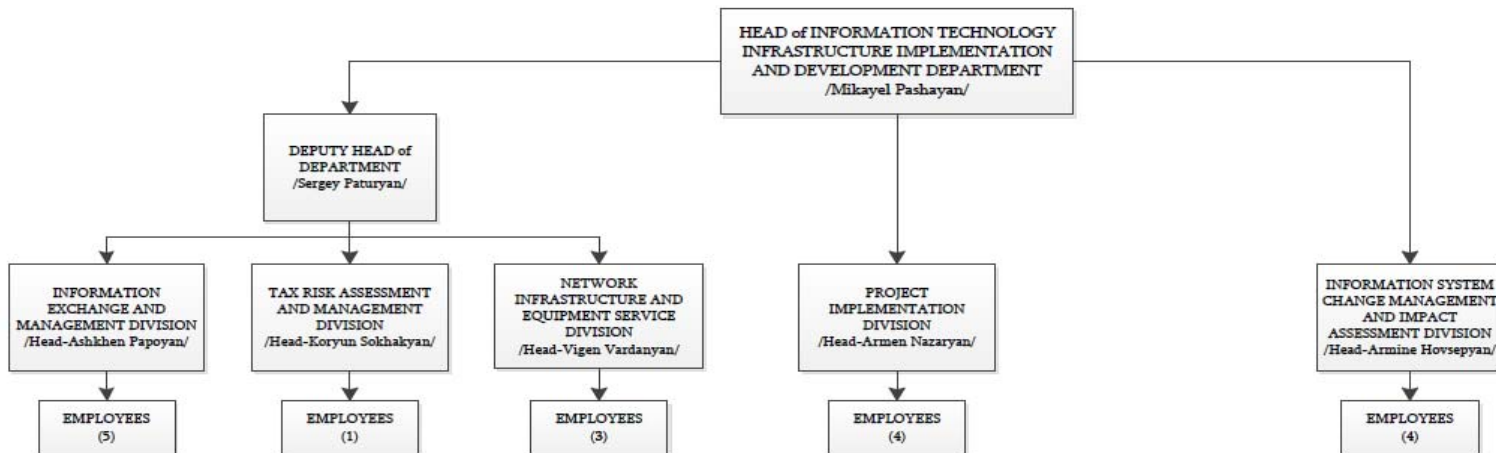 HEAD of INFORMATION TECHNOLOGY
INFRASTRUCTURE IMPLEMENTATION
AND DEVELOPMENT DEPARTMENT
/Mikayel Pashayan/
DEPUTY HEAD of
DEPARTMENT
/Sergey Paturyan/
INFORMATION
EXCHANGE AND
MANAGEMENT DIVISION
/Head-Ashkhen Papoyan/
TAX RISK ASSESSMENT
AND MANAGEMENT
DIVISION
/Head-Koryun Sokhakyan/
NETWORK
INFRASTRUCTURE AND
EQUIPMENT SERVICE
DIVISION
/Head-Vigen Vardanyan/
PROJECT
IMPLEMENTATION
DIVISION
/Head-Armen Nazaryan/
INFORMATION SYSTEM
CHANGE MANAGEMENT
AND IMPACT
ASSESSMENT DIVISION
/Head-Armine Hovsepyan/
EMPLOYEES
(5)
EMPLOYEES
(1)
EMPLOYEES
(3)
EMPLOYEES
(4)
EMPLOYEES
(4)